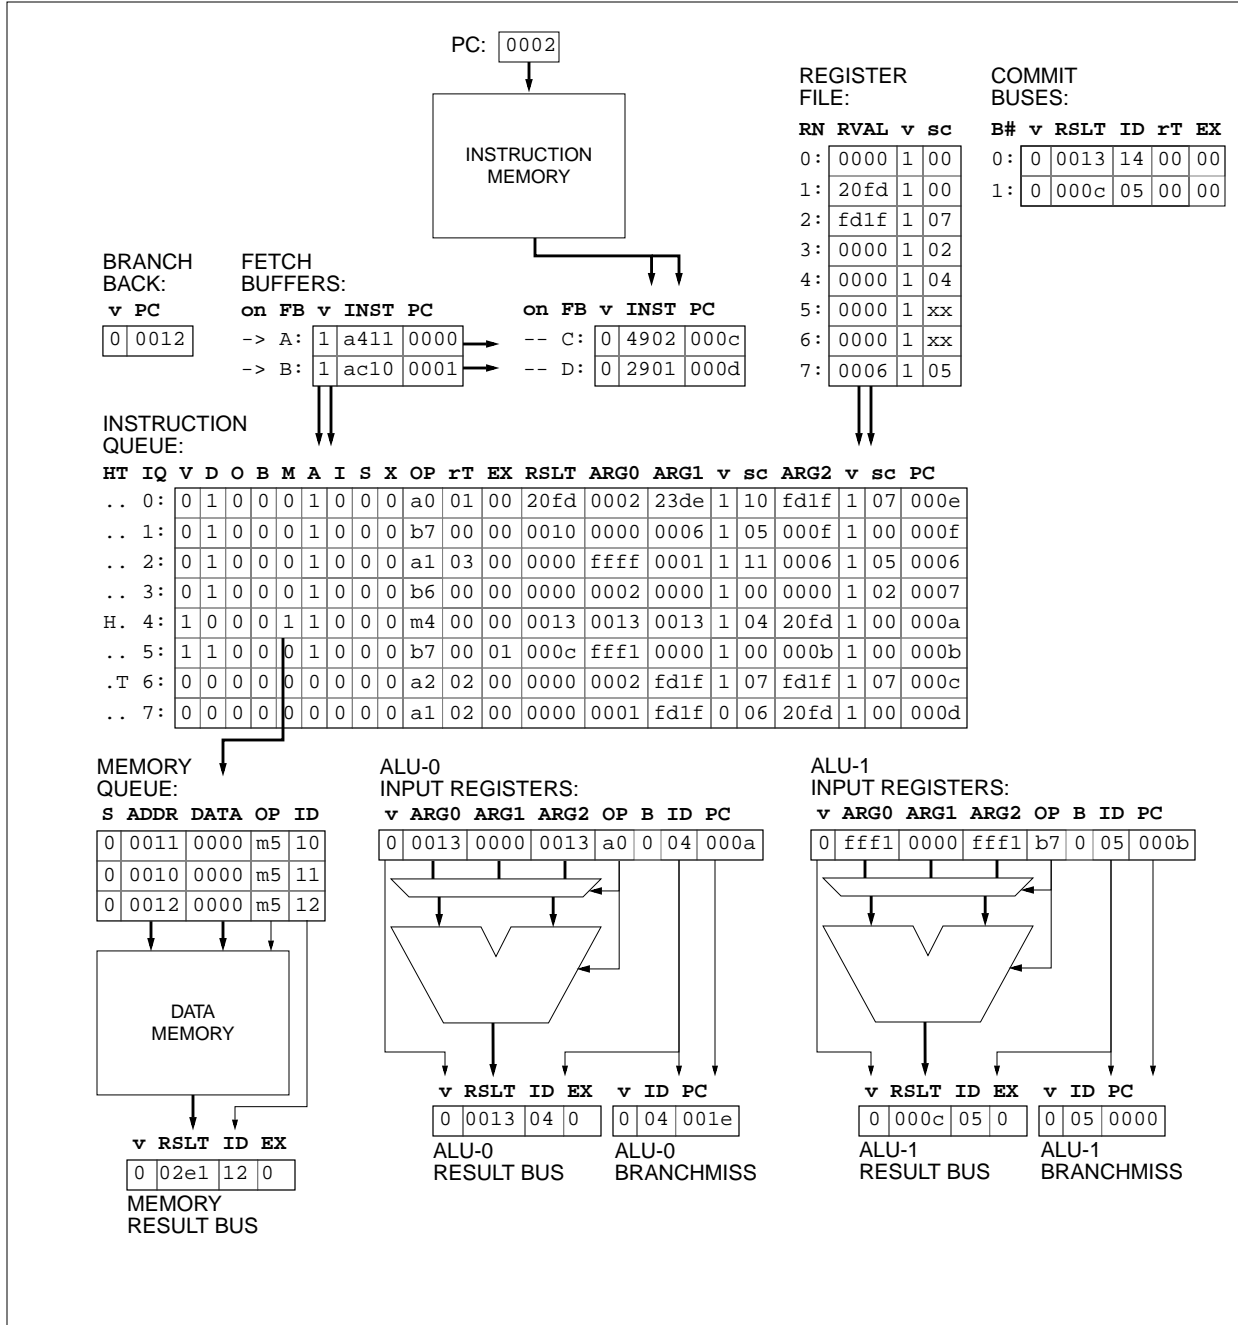 PC: 0002
INSTRUCTION
MEMORY
REGISTER
FILE:
RN RVAL v sc
0: 0000 1 00
1: 20fd 1 00
2: fd1f 1 07
3: 0000 1 02
4: 0000 1 04
5: 0000 1 xx
6: 0000 1 xx
7: 0006 1 05
COMMIT
BUSES:
B# v RSLT ID rT EX
0: 0 0013 14 00 00
1: 0 000c 05 00 00
BRANCH
BACK:
v PC
0 0012
FETCH
BUFFERS:
on FB v INST PC
-> A: 1 a411 0000
-> B: 1 ac10 0001
on FB v INST PC
-- C: 0 4902 000c
-- D: 0 2901 000d
INSTRUCTION
QUEUE:
HT IQ V D O B M A I S X OP rT EX RSLT ARG0 ARG1 v sc ARG2 v sc PC
.. 0: 0 1 0 0 0 1 0 0 0 a0 01 00 20fd 0002 23de 1 10 fd1f 1 07 000e
.. 1: 0 1 0 0 0 1 0 0 0 b7 00 00 0010 0000 0006 1 05 000f 1 00 000f
.. 2: 0 1 0 0 0 1 0 0 0 a1 03 00 0000 ffff 0001 1 11 0006 1 05 0006
.. 3: 0 1 0 0 0 1 0 0 0 b6 00 00 0000 0002 0000 1 00 0000 1 02 0007
H. 4: 1 0 0 0 1 1 0 0 0 m4 00 00 0013 0013 0013 1 04 20fd 1 00 000a
.. 5: 1 1 0 0 0 1 0 0 0 b7 00 01 000c fff1 0000 1 00 000b 1 00 000b
.T 6: 0 0 0 0 0 0 0 0 0 a2 02 00 0000 0002 fd1f 1 07 fd1f 1 07 000c
.. 7: 0 0 0 0 0 0 0 0 0 a1 02 00 0000 0001 fd1f 0 06 20fd 1 00 000d
MEMORY
QUEUE:
S ADDR DATA OP ID
0 0011 0000 m5 10
0 0010 0000 m5 11
0 0012 0000 m5 12
DATA
MEMORY
v RSLT ID EX
0 02e1 12 0
MEMORY
RESULT BUS
ALU-0
INPUT REGISTERS:
v ARG0 ARG1 ARG2 OP B ID PC
0 0013 0000 0013 a0 0 04 000a
v RSLT ID EX
0 0013 04 0
ALU-0
RESULT BUS
v ID PC
0 04 001e
ALU-0
BRANCHMISS
ALU-1
INPUT REGISTERS:
v ARG0 ARG1 ARG2 OP B ID PC
0 fff1 0000 fff1 b7 0 05 000b
v RSLT ID EX
0 000c 05 0
ALU-1
RESULT BUS
v ID PC
0 05 0000
ALU-1
BRANCHMISS